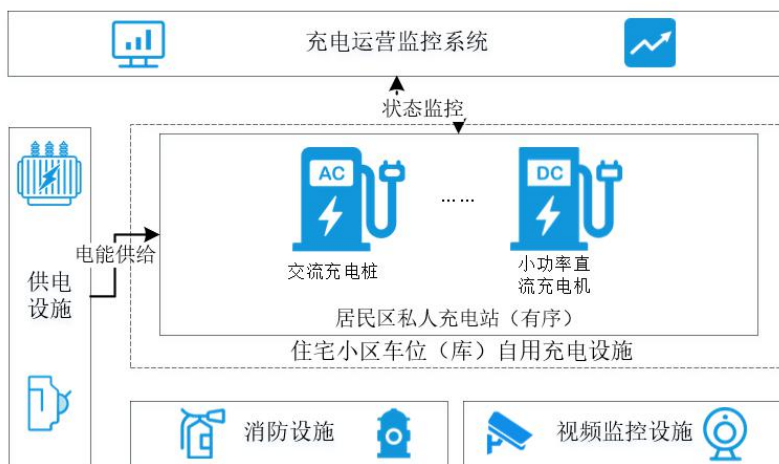 充电运营监控系统
状态监控
AC
DC
……
交流充电桩
小功率直
流充电机
电能供给
供电
设施
居民区私人充电站（有序）
住宅小区车位（库）自用充电设施
消防设施
视频监控设施